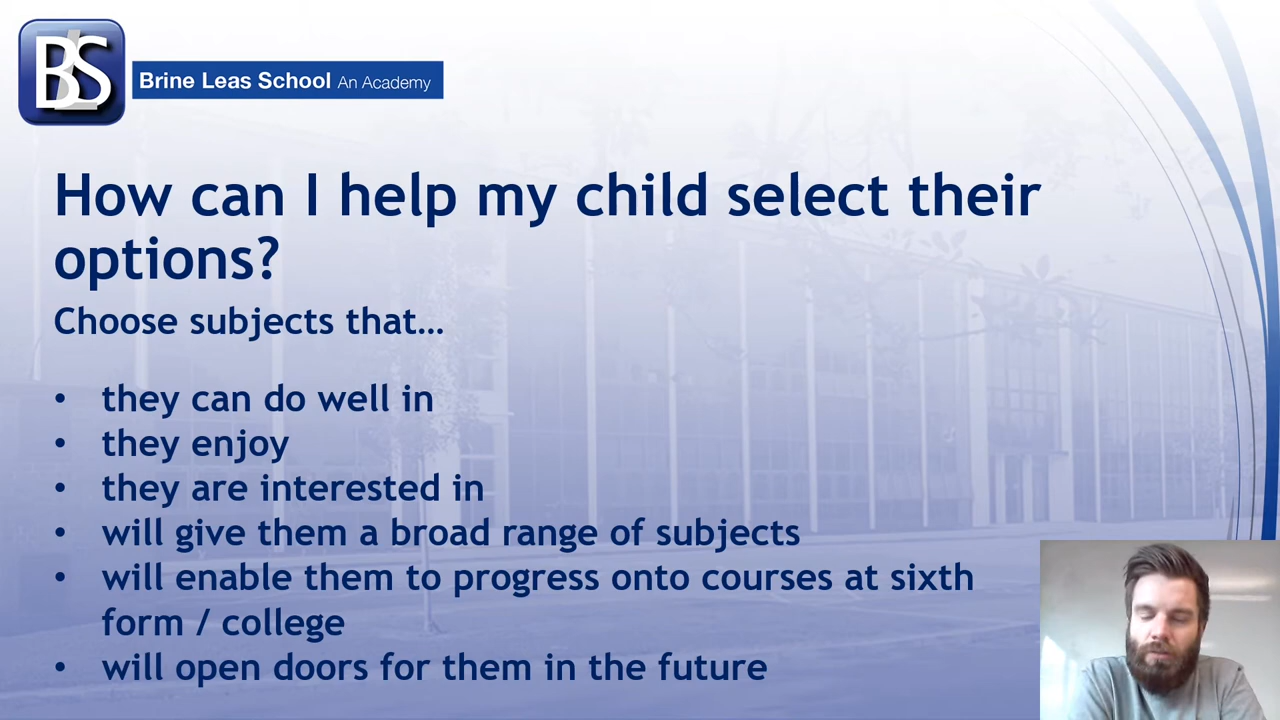 BLS
Brine Leas School An Academy
How can I help my child select their
options?
Choose subjects that...
• they can do well in
• they enjoy
• they are interested in
• will give them a broad range of subjects
• will enable them to progress onto courses at sixth
form / college
• will open doors for them in the future